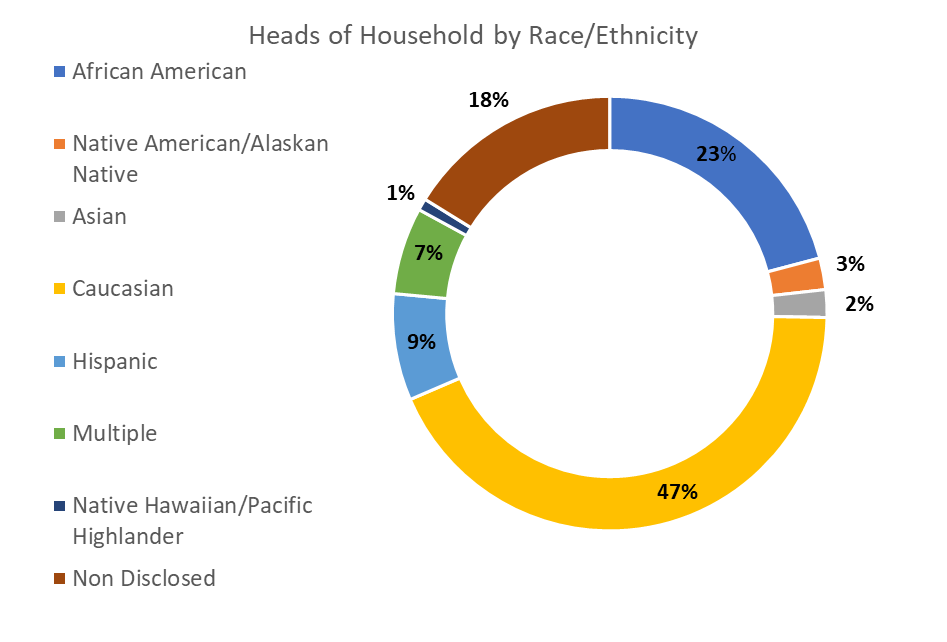 Heads of Household by Race/Ethnicity
African American
Native American/Alaskan
Native
Asian
Caucasian
Hispanic
Multiple
Native Hawaiian/Pacific
Highlander
Non Disclosed
18%
23%
1%
7%
3%
2%
9%
47%